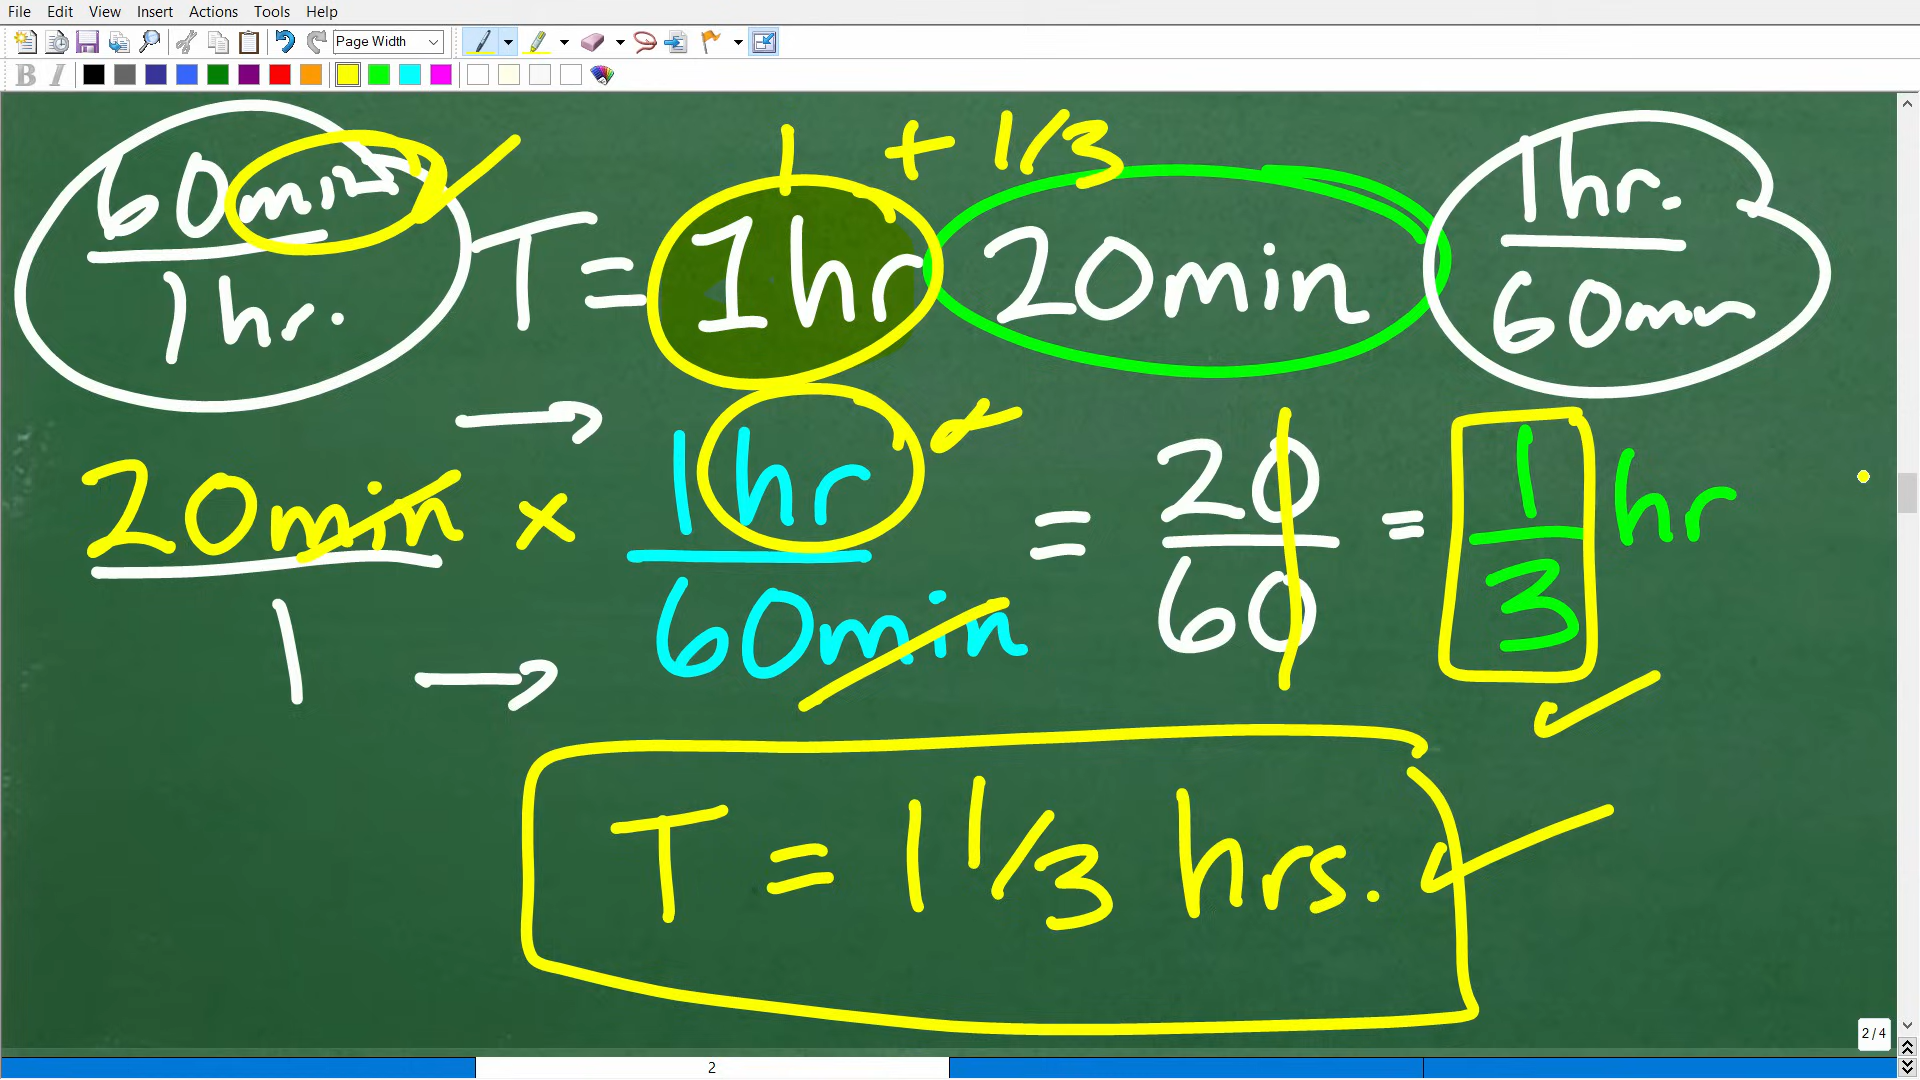 File Edit View Insert Actions Tools Help
Page Width
B I
1 + 1/3
60min
1hr.
T = 1hr 20min
1hr.
60min
20min × 1hr = 20 = 1 hr
1 60min 60 3
T = 1 1/3 hrs.
2 / 4
2